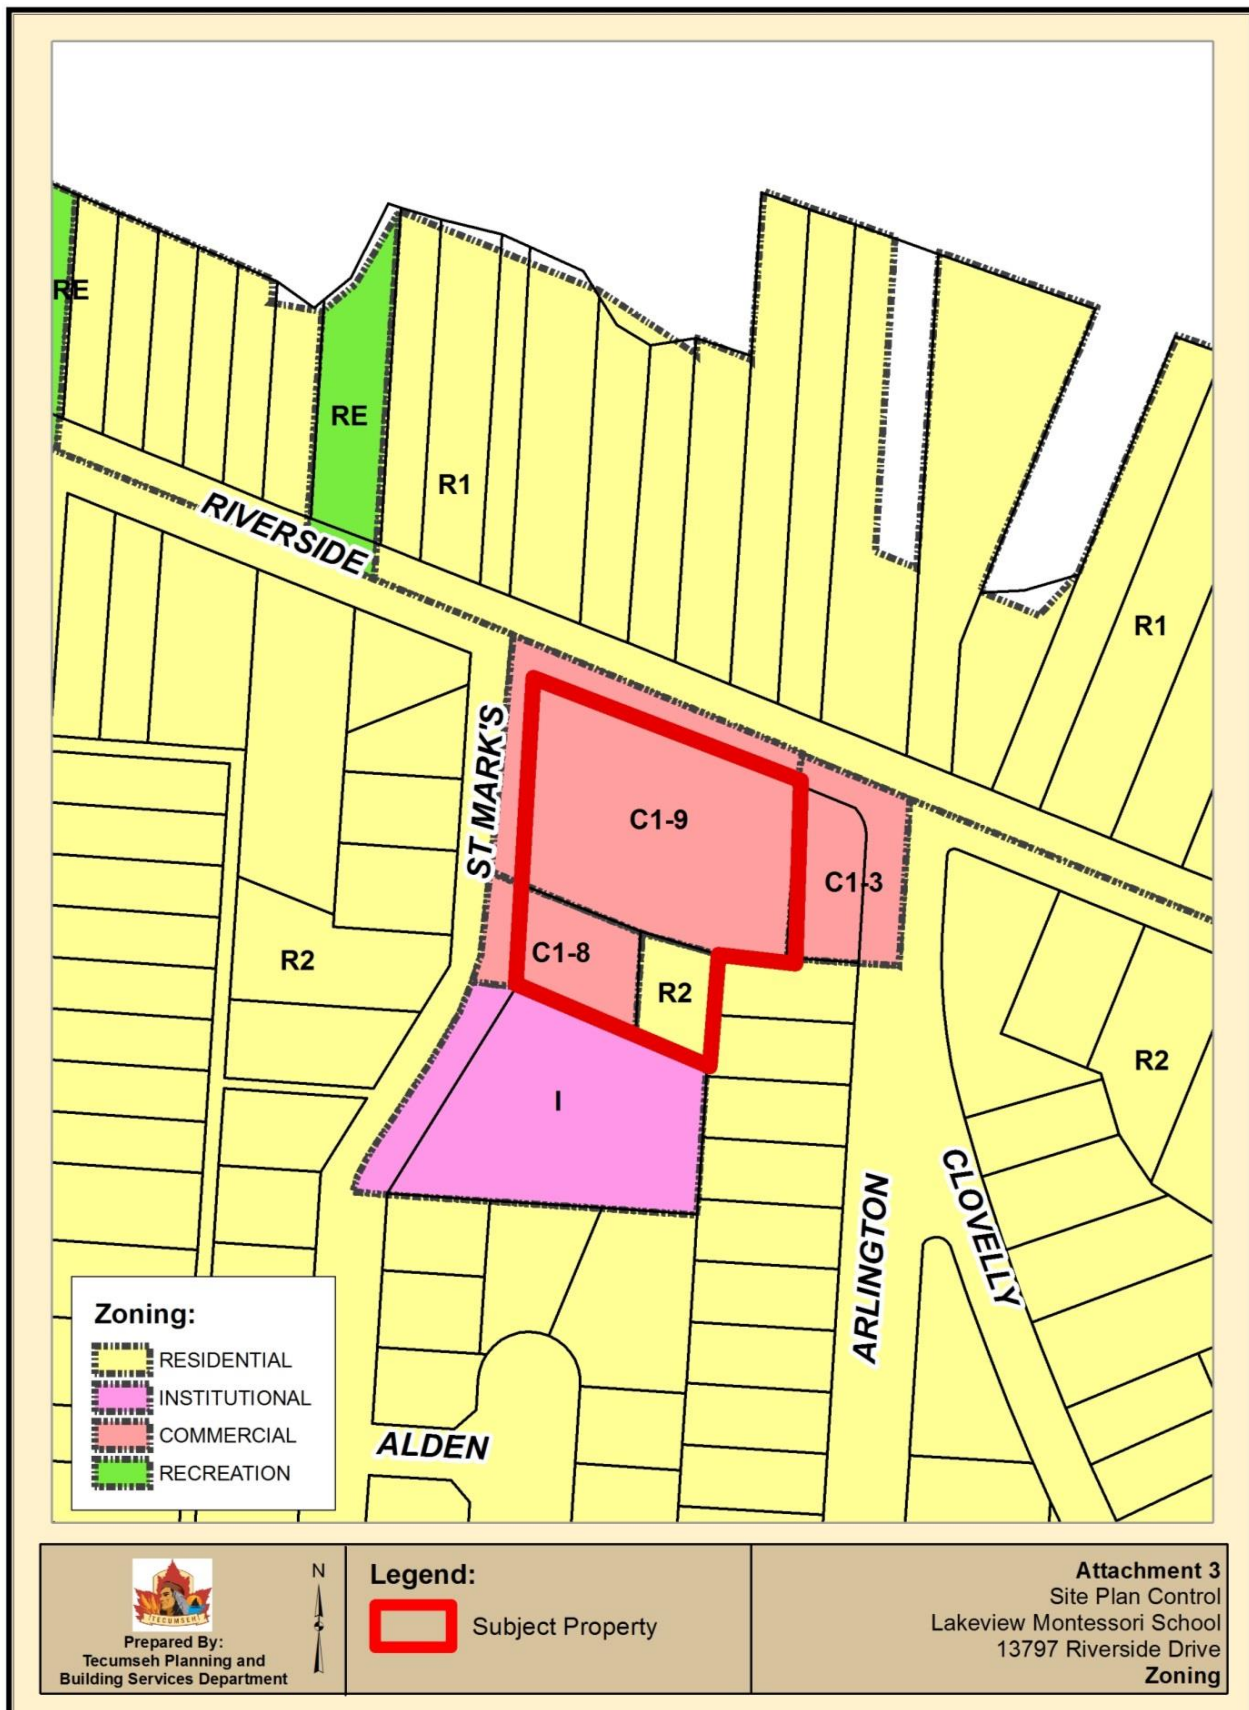 RE
RE
R1
RIVERSIDE
R1
ST MARK'S
C1-9
C1-3
C1-8
R2
R2
R2
I
CLOVELLY
ARLINGTON
ALDEN
Zoning:
RESIDENTIAL
INSTITUTIONAL
COMMERCIAL
RECREATION
TECUMSEH
Prepared By:
Tecumseh Planning and
Building Services Department
N
Legend:
Subject Property
Attachment 3
Site Plan Control
Lakeview Montessori School
13797 Riverside Drive
Zoning